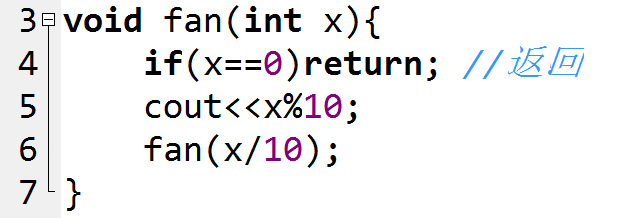 3 void fan(int x){
4 if(x==0)return; //返回
5 cout<<x%10;
6 fan(x/10);
7 }